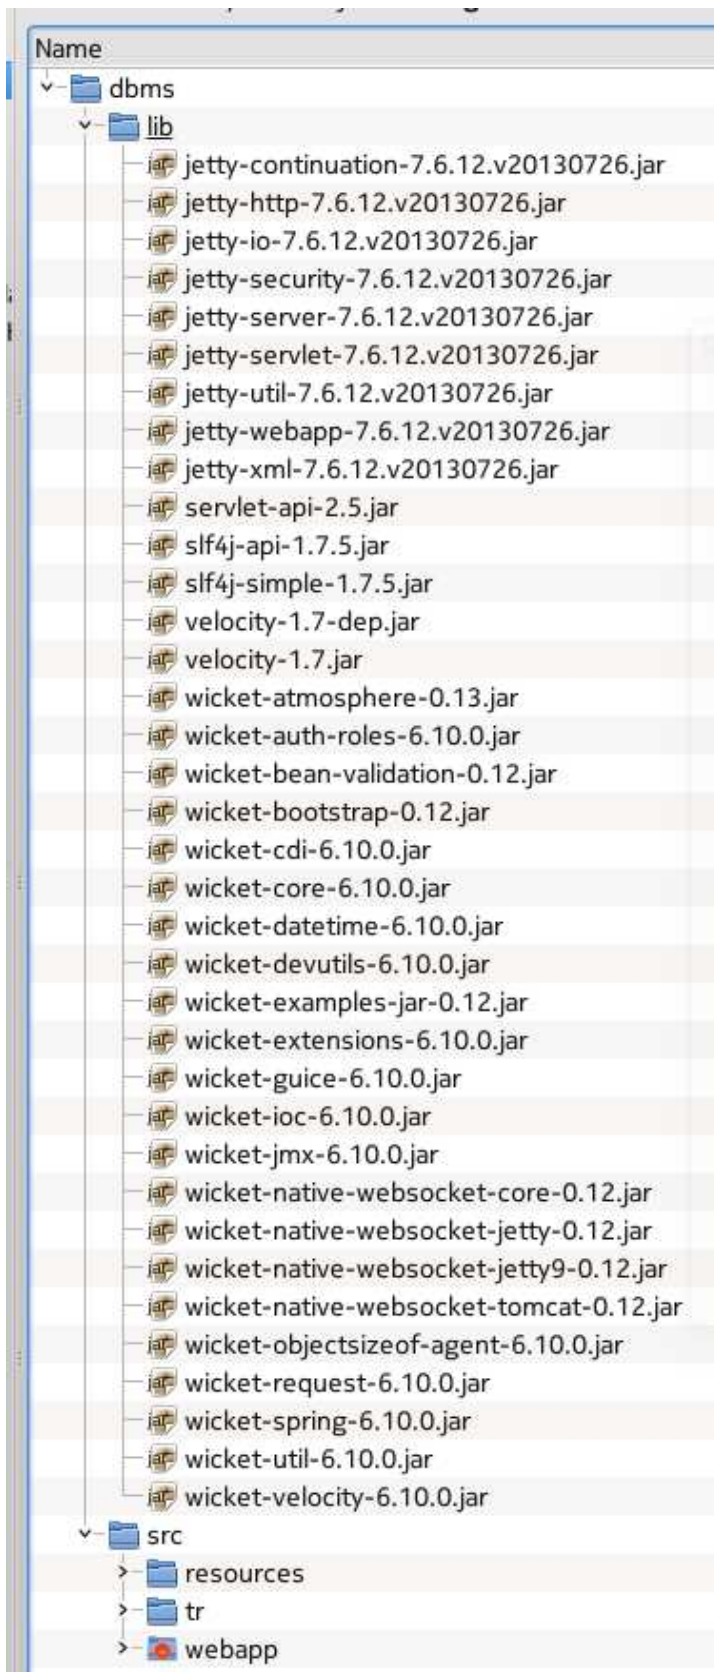 Name
dbms
lib
jetty-continuation-7.6.12.v20130726.jar
jetty-http-7.6.12.v20130726.jar
jetty-io-7.6.12.v20130726.jar
jetty-security-7.6.12.v20130726.jar
jetty-server-7.6.12.v20130726.jar
jetty-servlet-7.6.12.v20130726.jar
jetty-util-7.6.12.v20130726.jar
jetty-webapp-7.6.12.v20130726.jar
jetty-xml-7.6.12.v20130726.jar
servlet-api-2.5.jar
slf4j-api-1.7.5.jar
slf4j-simple-1.7.5.jar
velocity-1.7-dep.jar
velocity-1.7.jar
wicket-atmosphere-0.13.jar
wicket-auth-roles-6.10.0.jar
wicket-bean-validation-0.12.jar
wicket-bootstrap-0.12.jar
wicket-cdi-6.10.0.jar
wicket-core-6.10.0.jar
wicket-datetime-6.10.0.jar
wicket-devutils-6.10.0.jar
wicket-examples-jar-0.12.jar
wicket-extensions-6.10.0.jar
wicket-guice-6.10.0.jar
wicket-ioc-6.10.0.jar
wicket-jmx-6.10.0.jar
wicket-native-websocket-core-0.12.jar
wicket-native-websocket-jetty-0.12.jar
wicket-native-websocket-jetty9-0.12.jar
wicket-native-websocket-tomcat-0.12.jar
wicket-objectsizeof-agent-6.10.0.jar
wicket-request-6.10.0.jar
wicket-spring-6.10.0.jar
wicket-util-6.10.0.jar
wicket-velocity-6.10.0.jar
src
resources
tr
webapp